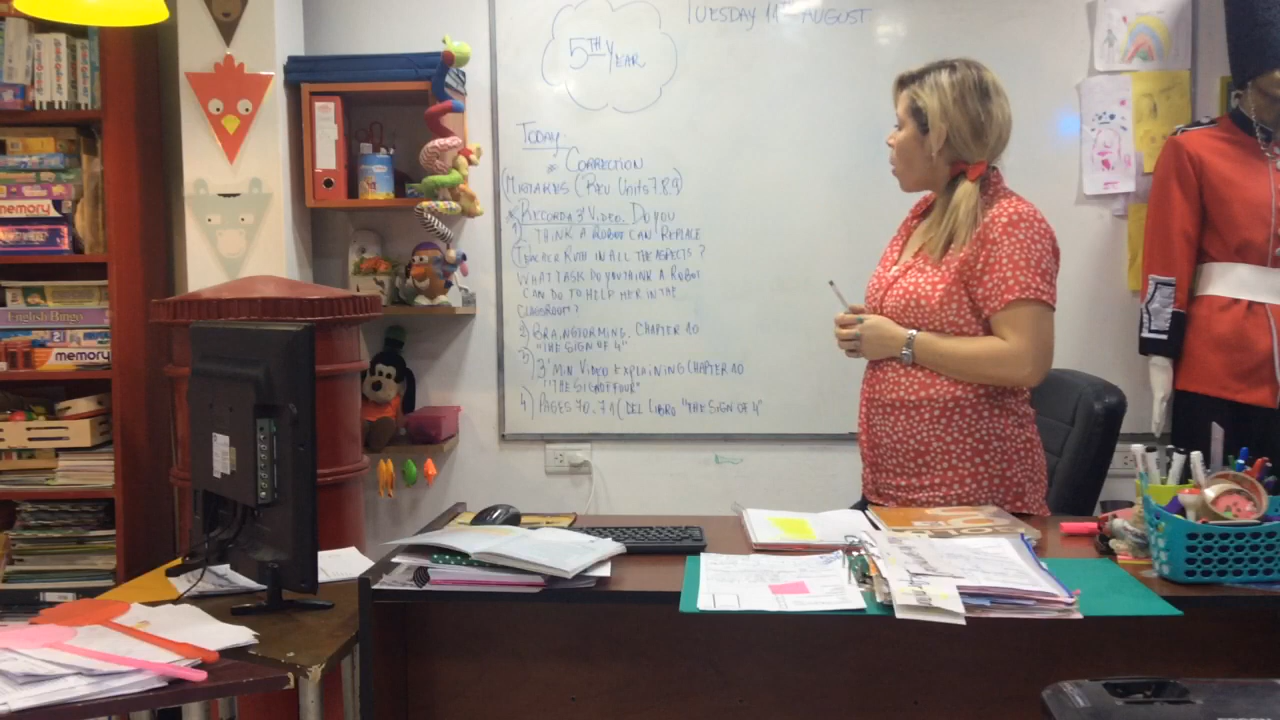 TUESDAY 11TH AUGUST
5TH YEAR
TODAY:
* CORRECTION
(MISTAKES (REV UNITS 7.8.9)
* RECORD A 3' VIDEO. DO YOU
1) THINK A ROBOT CAN REPLACE
TEACHER RUTH IN ALL THE ASPECTS?
WHAT TASK DO YOU THINK A ROBOT
CAN DO TO HELP HER IN THE
CLASSROOM?
2) BRAINSTORMING. CHAPTER 10
"THE SIGN OF 4"
3) 3' MIN VIDEO EXPLAINING CHAPTER 10
"THE SIGN OF FOUR"
4) PAGES 70.71 (DEL LIBRO "THE SIGN OF 4"
memory
English Bingo
21
memory